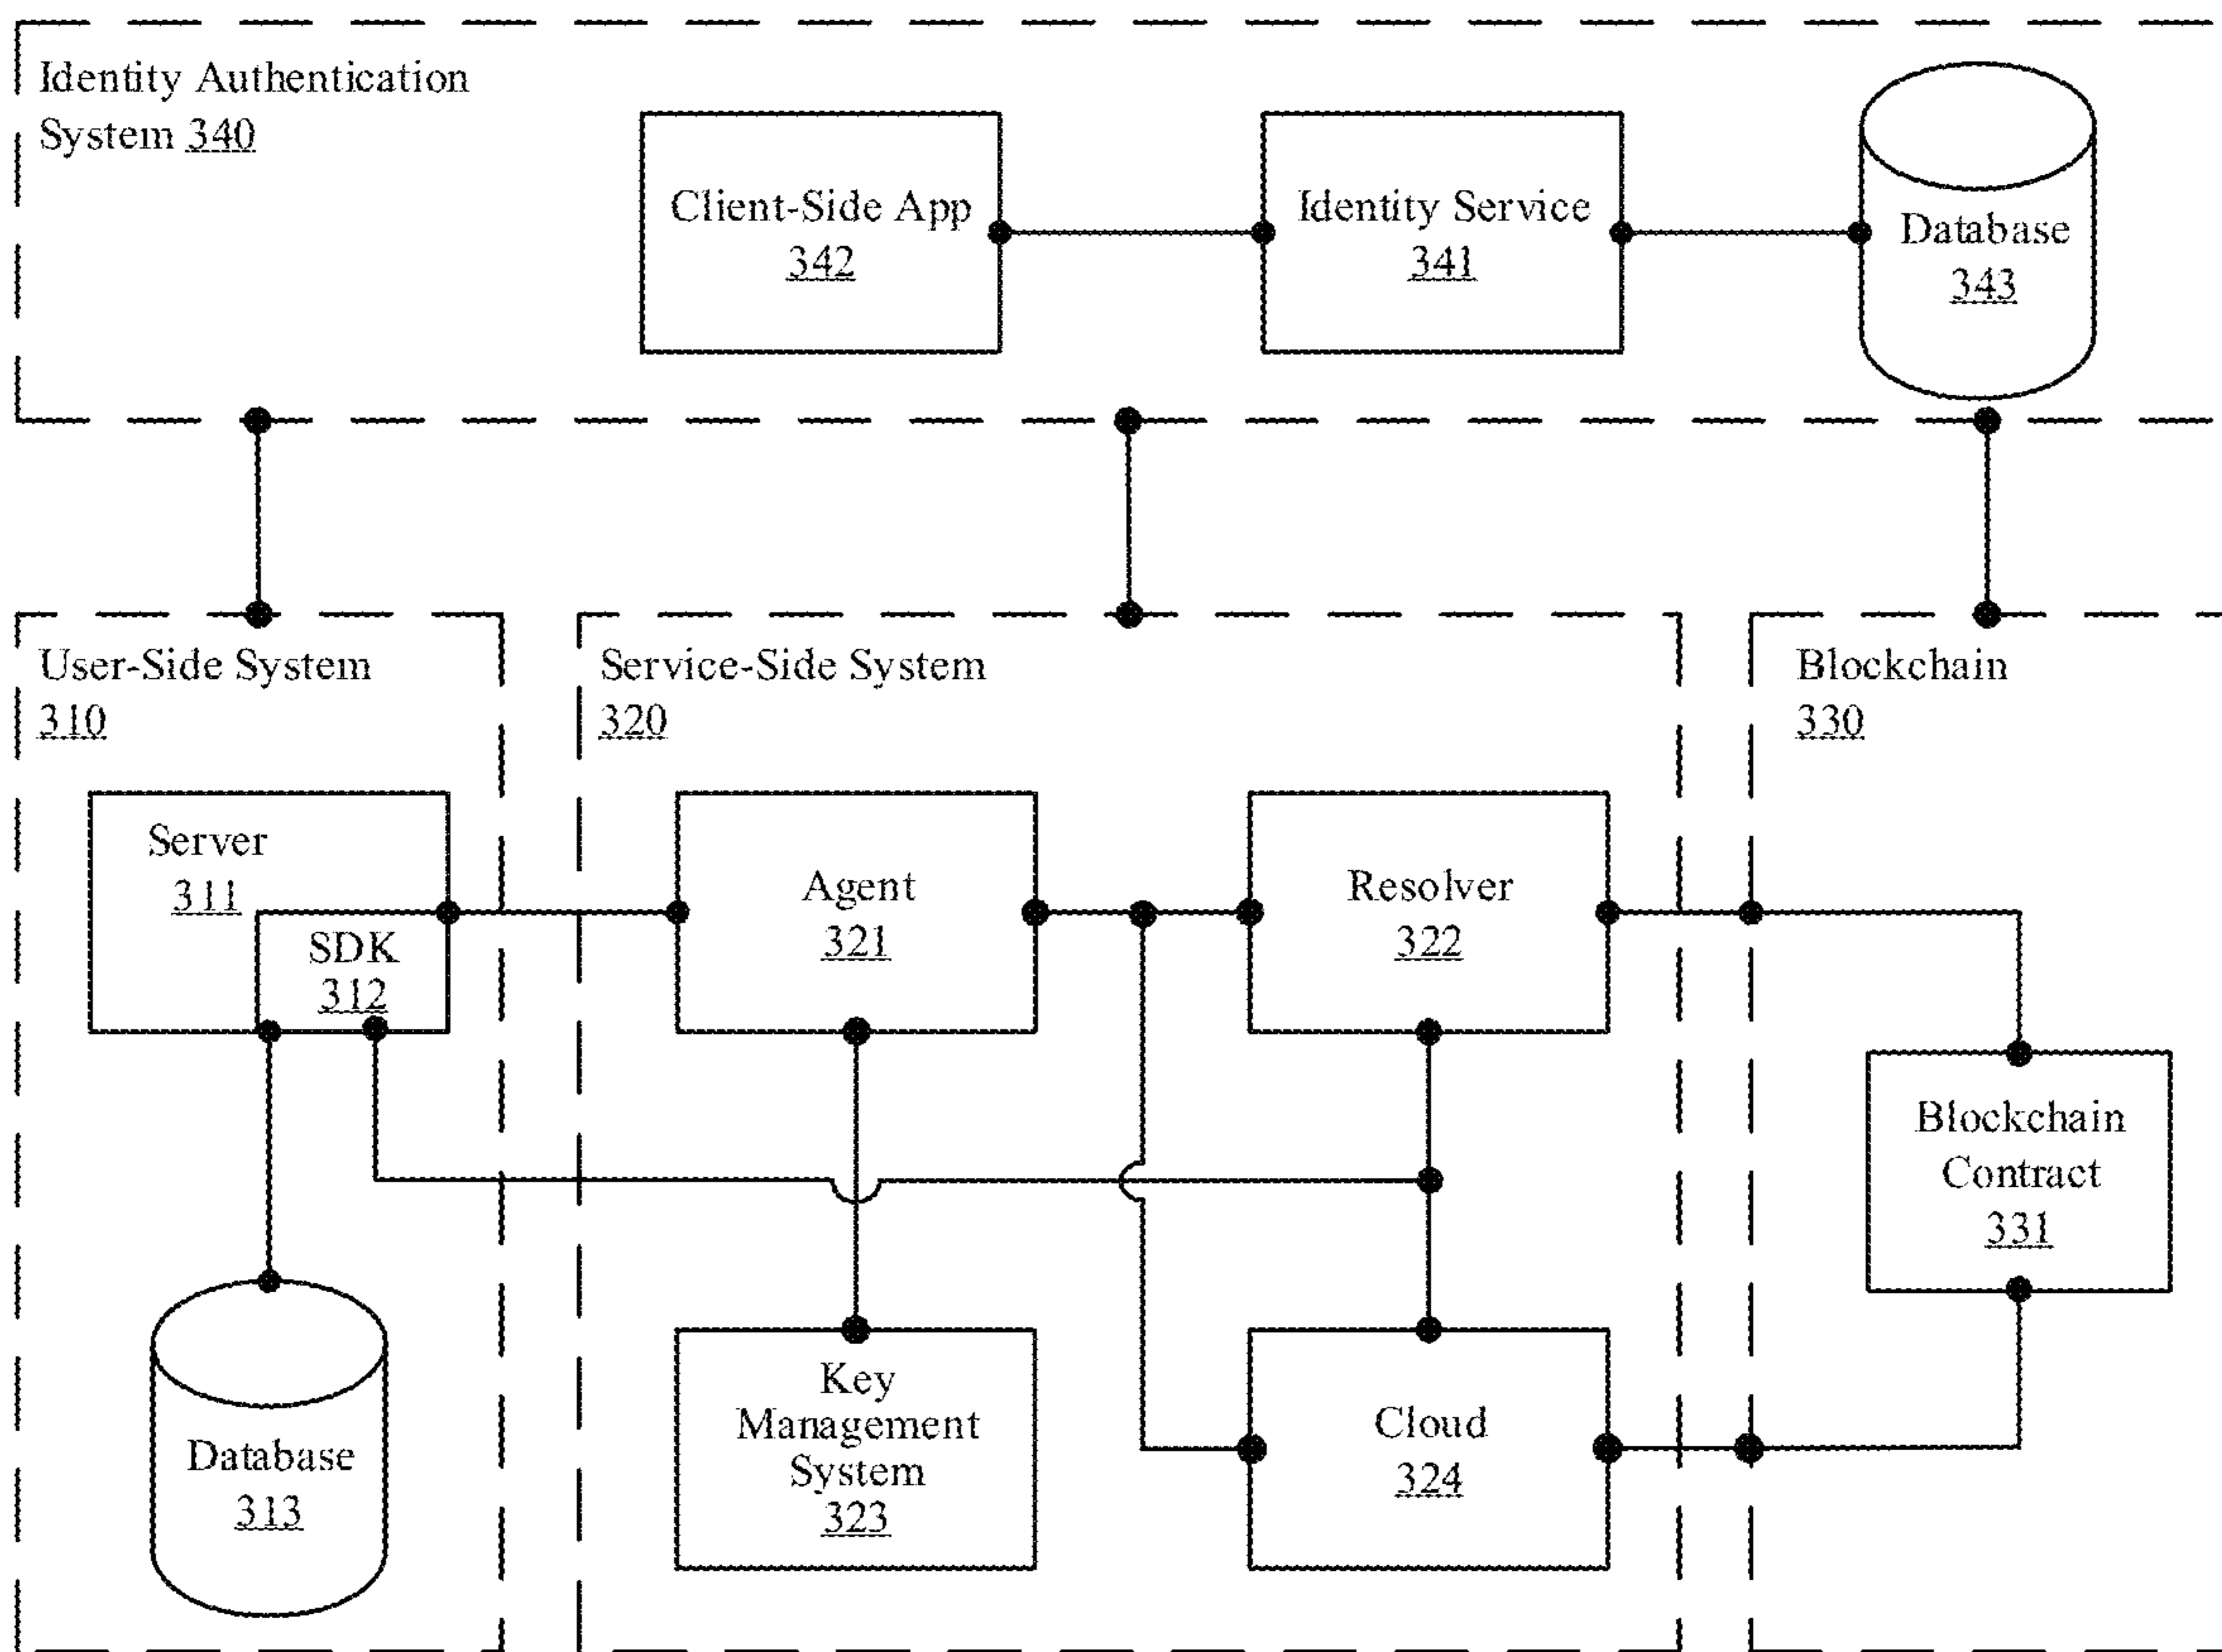 Identity Authentication
System 340
Client-Side App
342
Identity Service
341
Database
343
User-Side System
310
Server
311
SDK
312
Database
313
Service-Side System
320
Agent
321
Resolver
322
Key
Management
System
323
Cloud
324
Blockchain
330
Blockchain
Contract
331